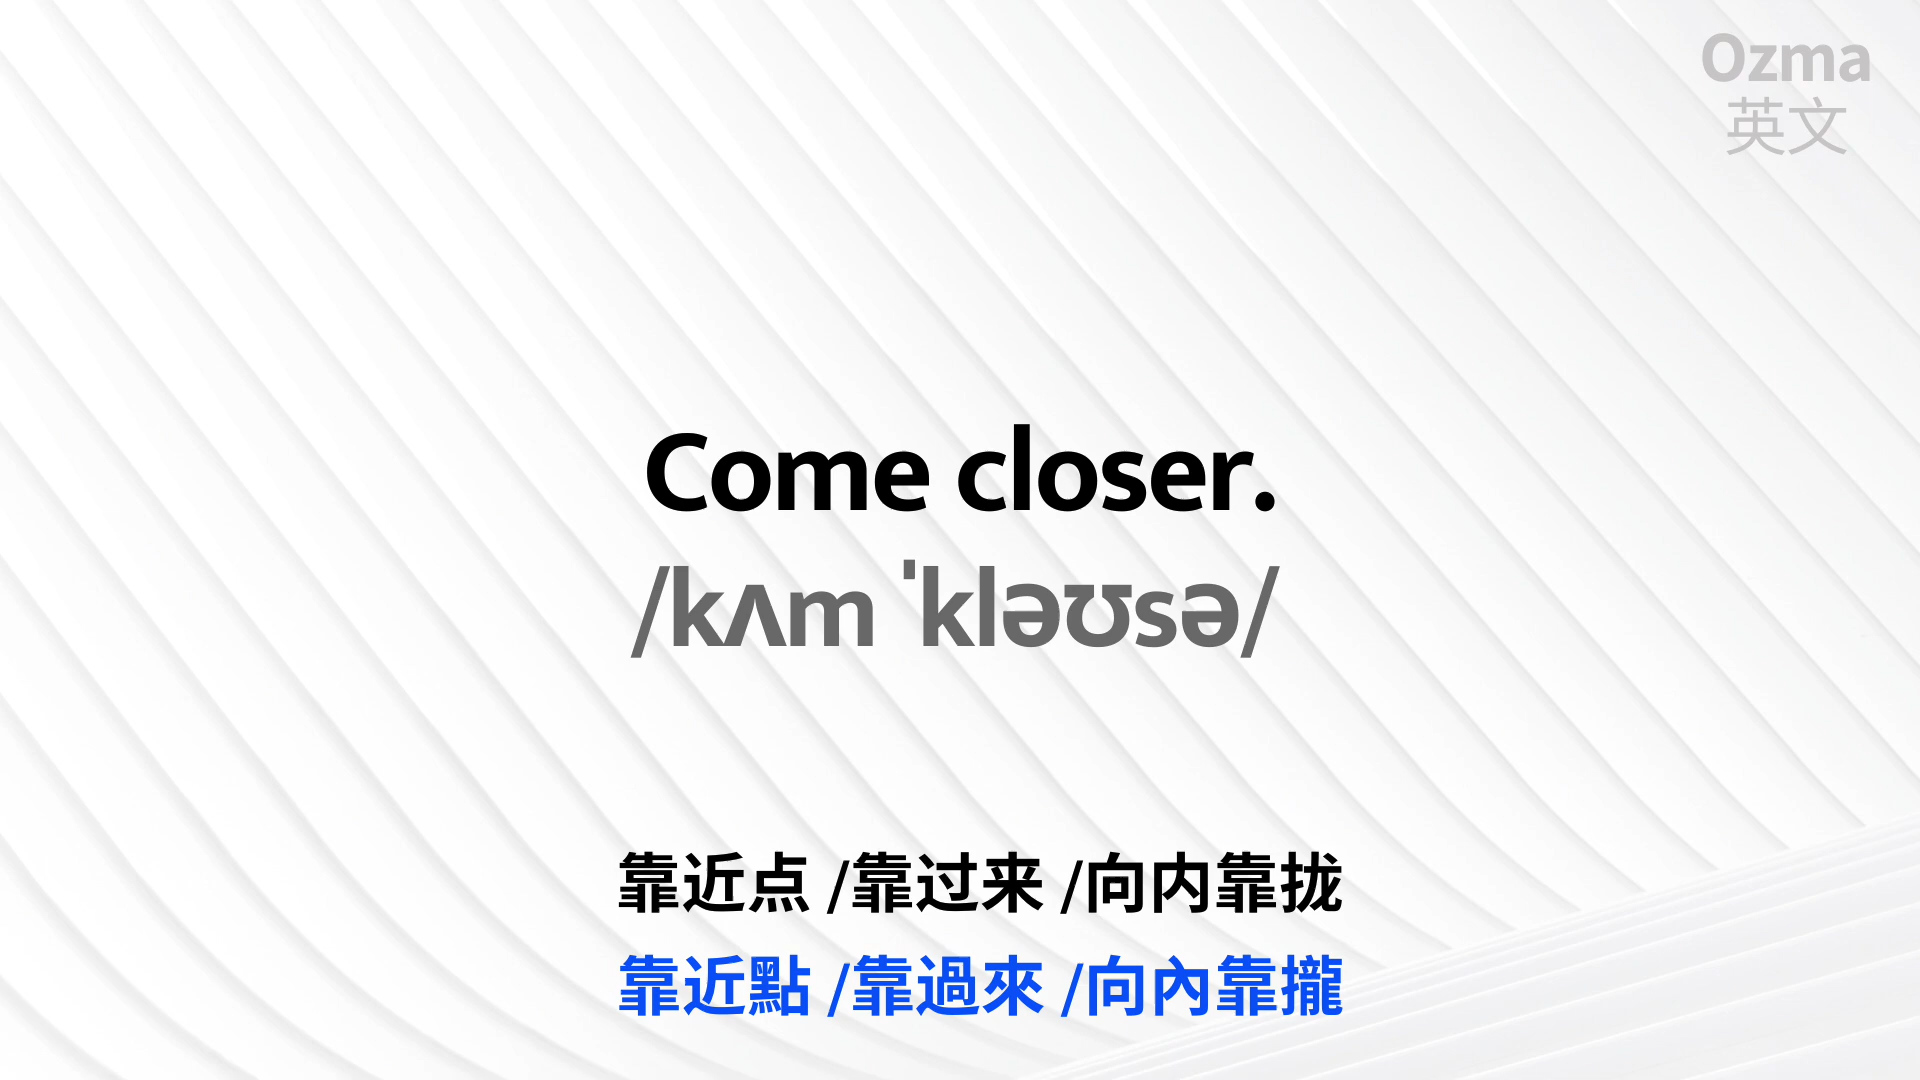 Ozma
英文
Come closer.
/kʌm ˈkləʊsə/
靠近点 /靠过来 /向内靠拢
靠近點 /靠過來 /向內靠攏